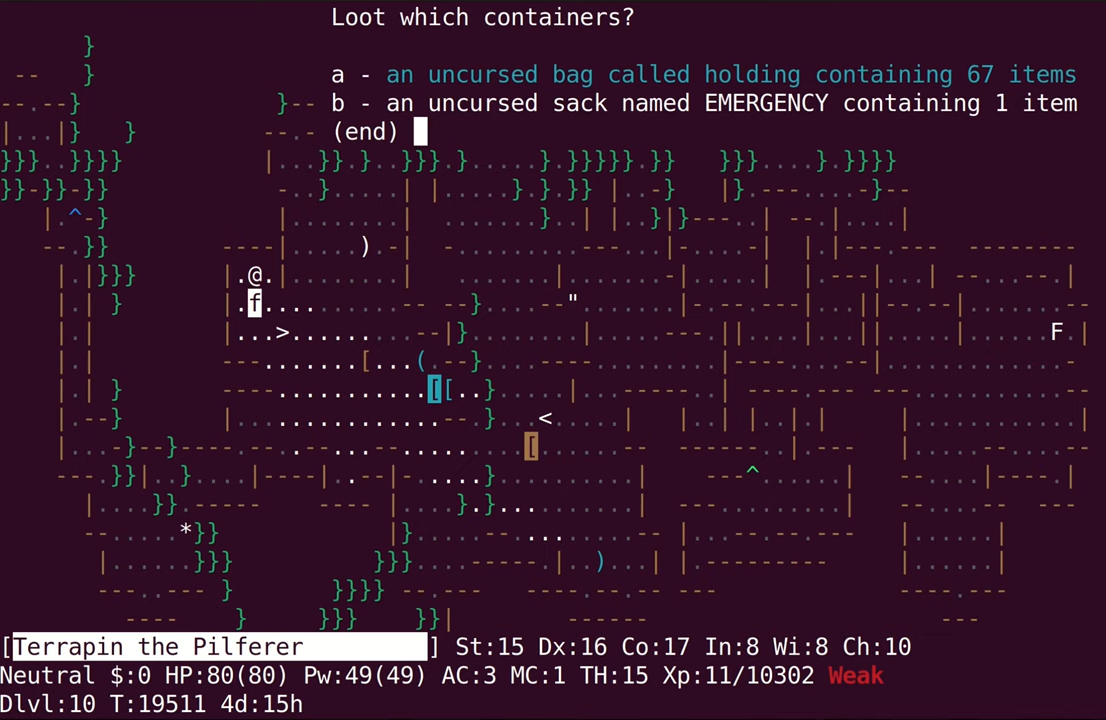 Loot which containers?
a - an uncursed bag called holding containing 67 items
b - an uncursed sack named EMERGENCY containing 1 item
(end)
[Terrapin the Pilferer] St:15 Dx:16 Co:17 In:8 Wi:8 Ch:10
Neutral $:0 HP:80(80) Pw:49(49) AC:3 MC:1 TH:15 Xp:11/10302 Weak
Dlvl:10 T:19511 4d:15h